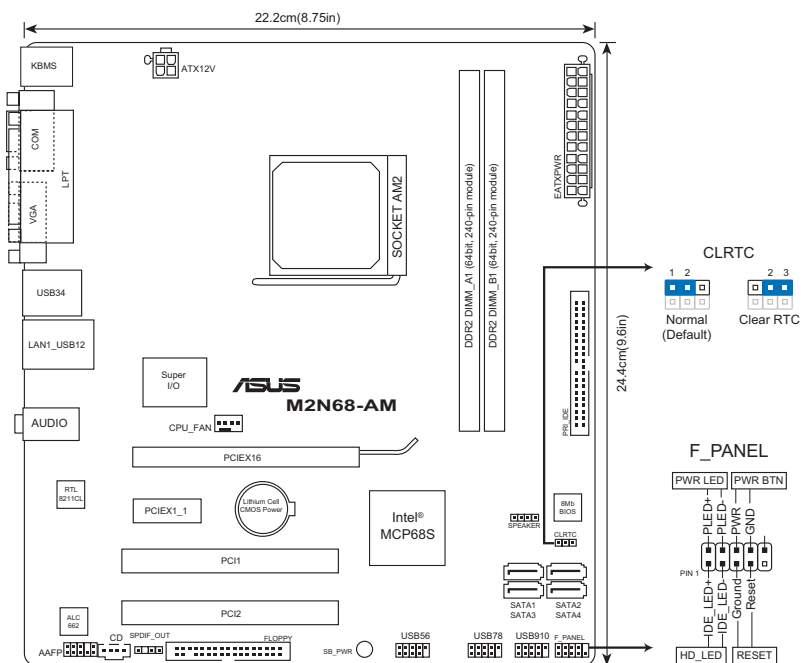 22.2cm(8.75in)
KBMS
ATX12V
COM
LPT
VGA
SOCKET AM2
DDR2 DIMM_A1 (64bit, 240-pin module)
DDR2 DIMM_B1 (64bit, 240-pin module)
EATXPWR
24.4cm(9.6in)
CLRTC
1 2
2 3
Normal
(Default)
Clear RTC
USB34
LAN1_USB12
Super
I/O
ASUS
M2N68-AM
PRI_IDE
AUDIO
CPU_FAN
PCIEX16
RTL
8211CL
PCIEX1_1
Lithium Cell
CMOS Power
Intel®
MCP68S
8Mb
BIOS
SPEAKER
CLRTC
PCI1
SATA1
SATA2
SATA3
SATA4
PCI2
ALC
662
AAFP
CD
SPDIF_OUT
FLOPPY
SB_PWR
USB56
USB78
USB910
F_PANEL
F_PANEL
PWR LED
PWR BTN
PLED+
PLED-
PWR
GND
PIN 1
IDE_LED+
IDE_LED-
Ground
Reset
HD_LED
RESET